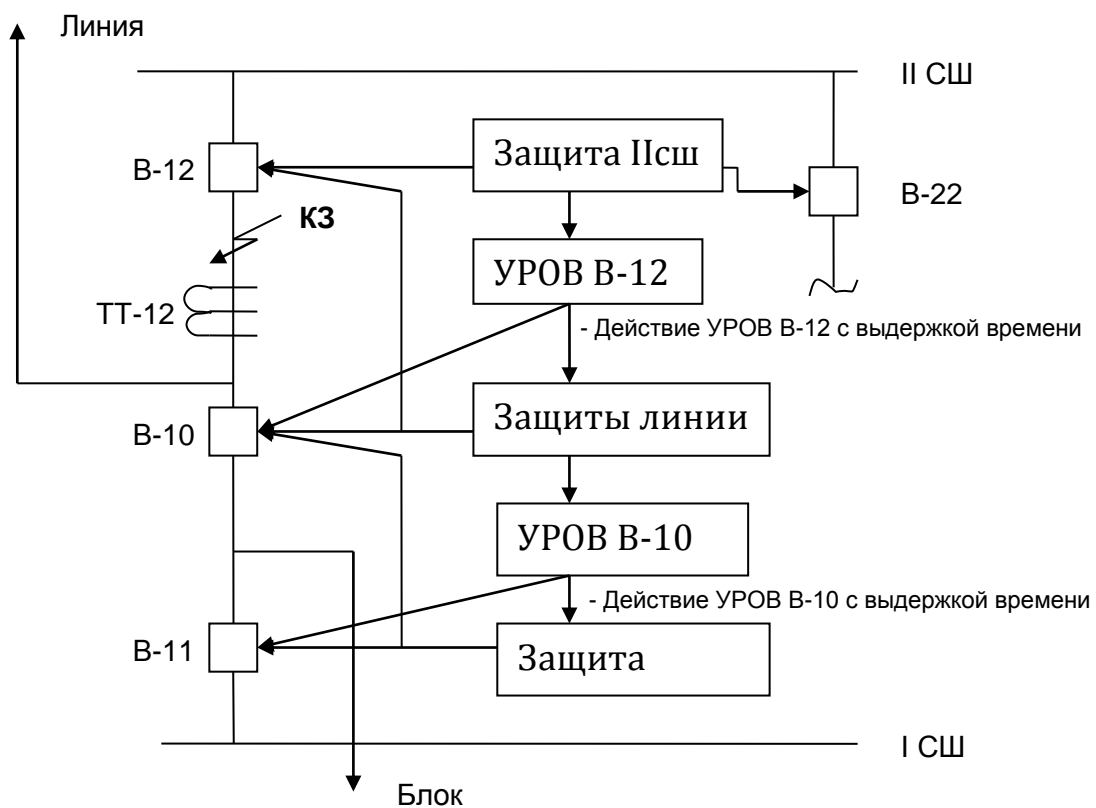 Линия
II СШ
Защита IIсш
В-12
В-22
КЗ
УРОВ В-12
ТТ-12
- Действие УРОВ В-12 с выдержкой времени
Защиты линии
В-10
УРОВ В-10
- Действие УРОВ В-10 с выдержкой времени
В-11
Защита
I СШ
Блок